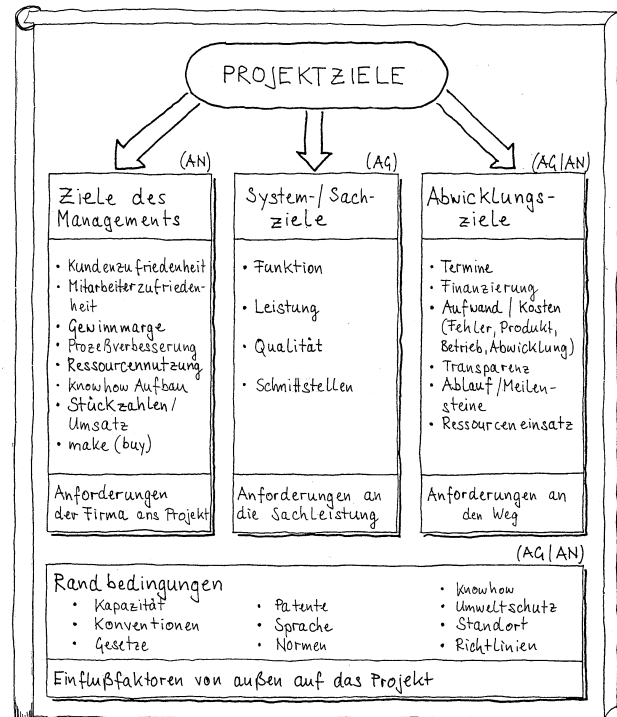 PROJEKTZIELE
(AN)
Ziele des
Managements
• Kundenzufriedenheit
• Mitarbeiterzufrieden-
heit
• Gewinnmarge
• Prozeßverbesserung
• Ressourcennutzung
• knowhow Aufbau
• Stückzahlen/
Umsatz
• make (buy)
Anforderungen
der Firma ans Projekt
(AG)
System-/Sach-
ziele
• Funktion
• Leistung
• Qualität
• Schnittstellen
Anforderungen an
die Sachleistung
(AG|AN)
Abwicklungs-
ziele
• Termine
• Finanzierung
• Aufwand / Kosten
(Fehler, Produkt,
Betrieb, Abwicklung)
• Transparenz
• Ablauf/Meilen-
steine
• Ressourceneinsatz
Anforderungen an
den Weg
(AG|AN)
Randbedingungen
• Kapazität
• Konventionen
• Gesetze
• Patente
• Sprache
• Normen
• Knowhow
• Umweltschutz
• Standort
• Richtlinien
Einflußfaktoren von außen auf das Projekt